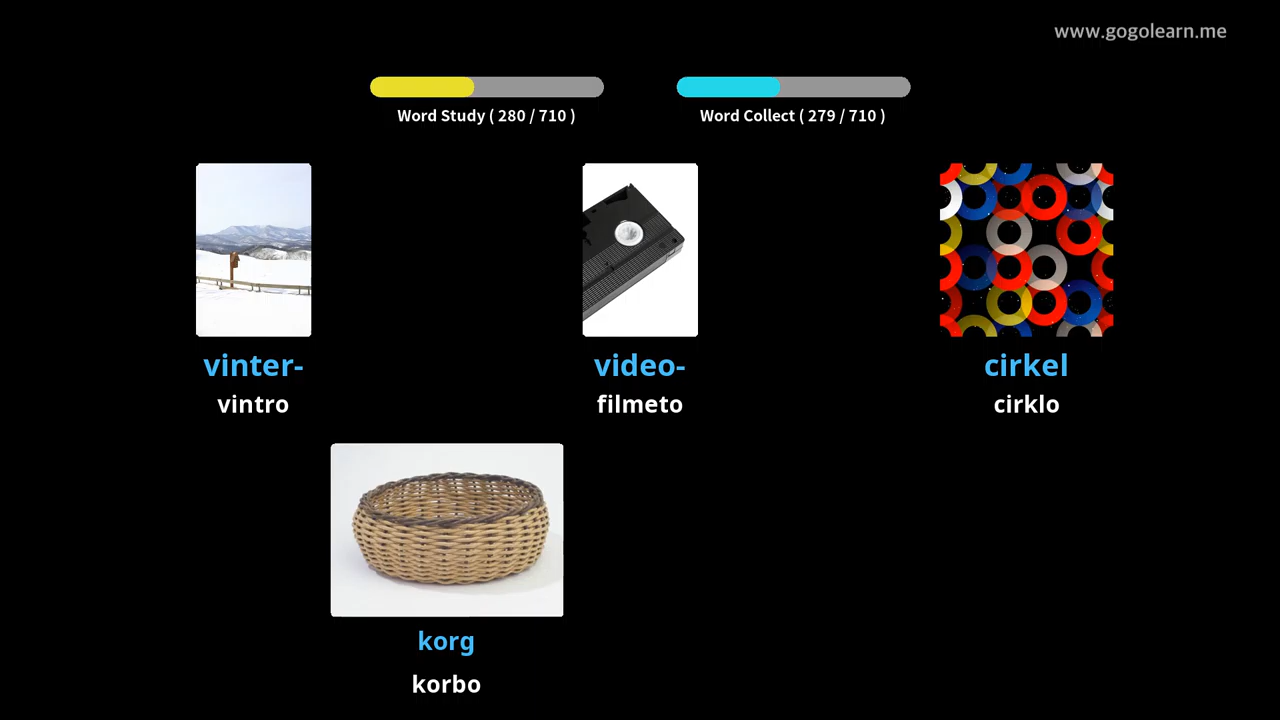 www.gogolearn.me
Word Study ( 280 / 710 )
Word Collect ( 279 / 710 )
vinter-
vintro
video-
filmeto
cirkel
cirklo
korg
korbo